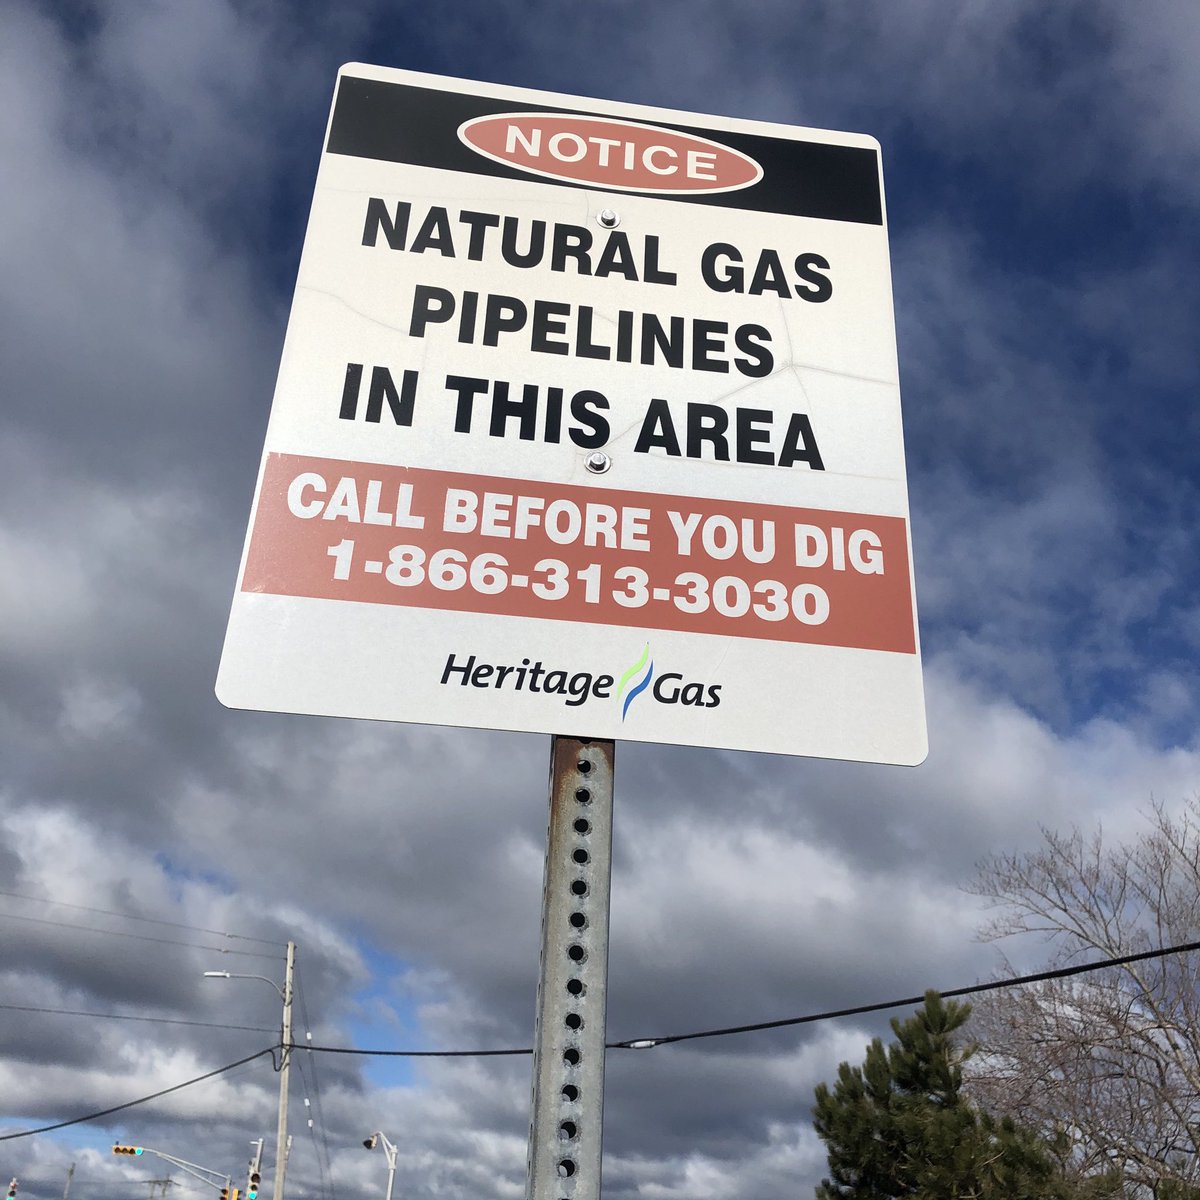 NOTICE
NATURAL GAS
PIPELINES
IN THIS AREA
CALL BEFORE YOU DIG
1-866-313-3030
Heritage Gas